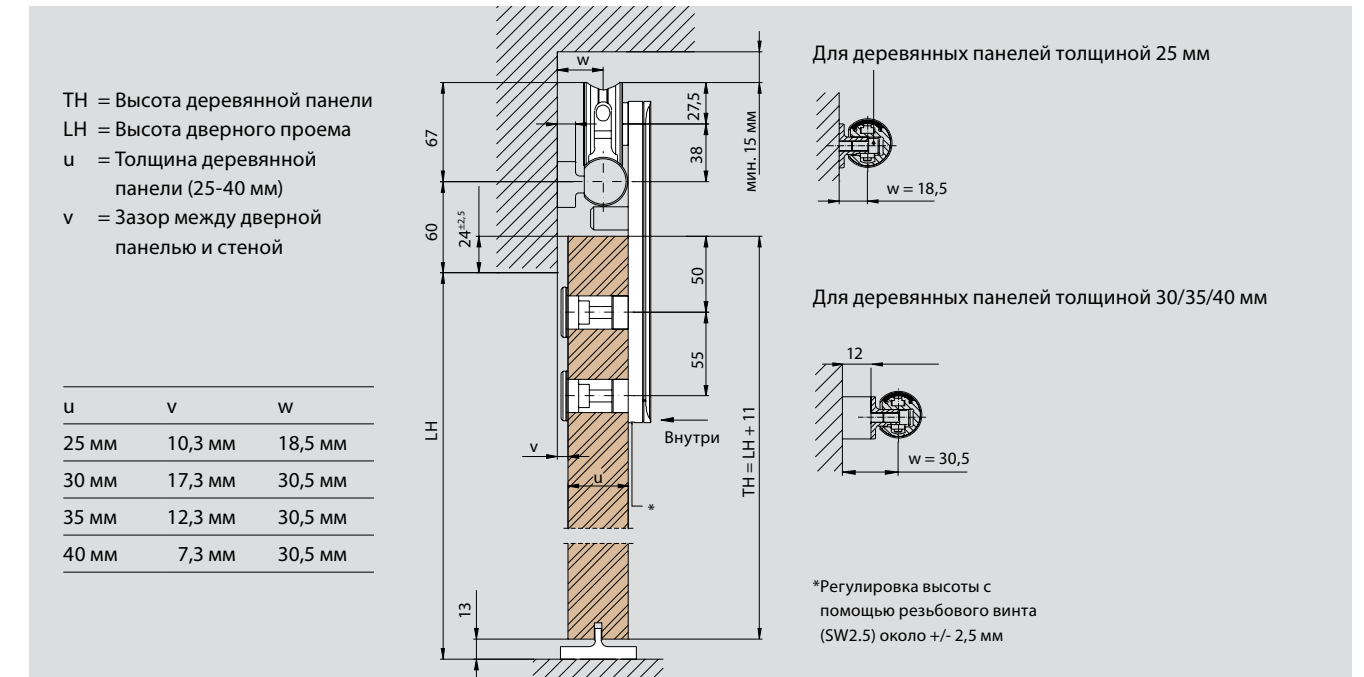 TH = Высота деревянной панели
LH = Высота дверного проема
u = Толщина деревянной
панели (25-40 мм)
v = Зазор между дверной
панелью и стеной
u v w
25 мм 10,3 мм 18,5 мм
30 мм 17,3 мм 30,5 мм
35 мм 12,3 мм 30,5 мм
40 мм 7,3 мм 30,5 мм
w
67
27,5
38
мин. 15 мм
60
24±2,5
50
55
LH
Внутри
TH = LH + 11
v
u
*
13
Для деревянных панелей толщиной 25 мм
w = 18,5
Для деревянных панелей толщиной 30/35/40 мм
12
w = 30,5
*Регулировка высоты с
помощью резьбового винта
(SW2.5) около +/- 2,5 мм